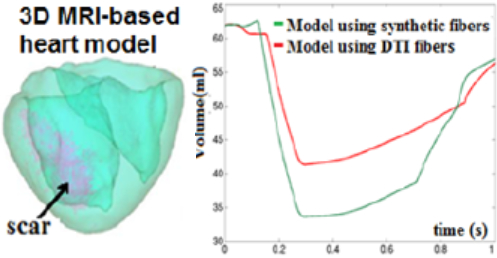 3D MRI-based
heart model
scar
Model using synthetic fibers
Model using DTI fibers
Volume(ml)
65
60
55
50
45
40
35
30
0
0.2
0.4
0.6
0.8
1
time (s)